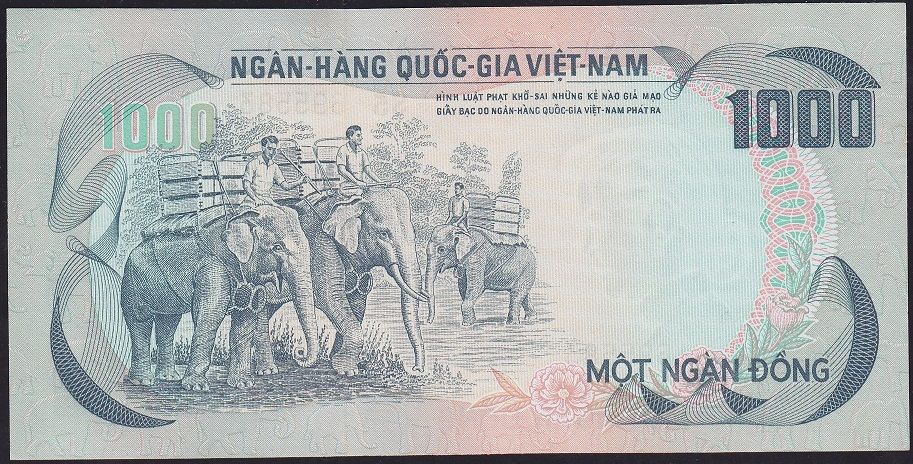 NGÂN-HÀNG QUỐC-GIA VIỆT-NAM
HÌNH LUẬT PHẠT KHỔ-SAI NHỮNG KẺ NÀO GIẢ MẠO
GIẤY BẠC DO NGÂN-HÀNG QUỐC-GIA VIỆT-NAM PHÁT RA
1000
1000
MỘT NGÀN ĐỒNG